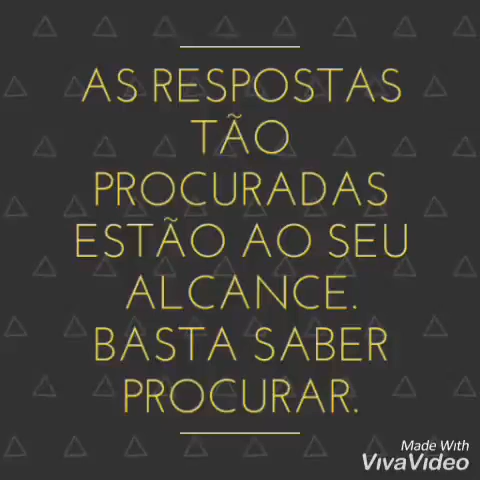 AS RESPOSTAS
TÃO
PROCURADAS
ESTÃO AO SEU
ALCANCE.
BASTA SABER
PROCURAR.
Made With
VivaVideo